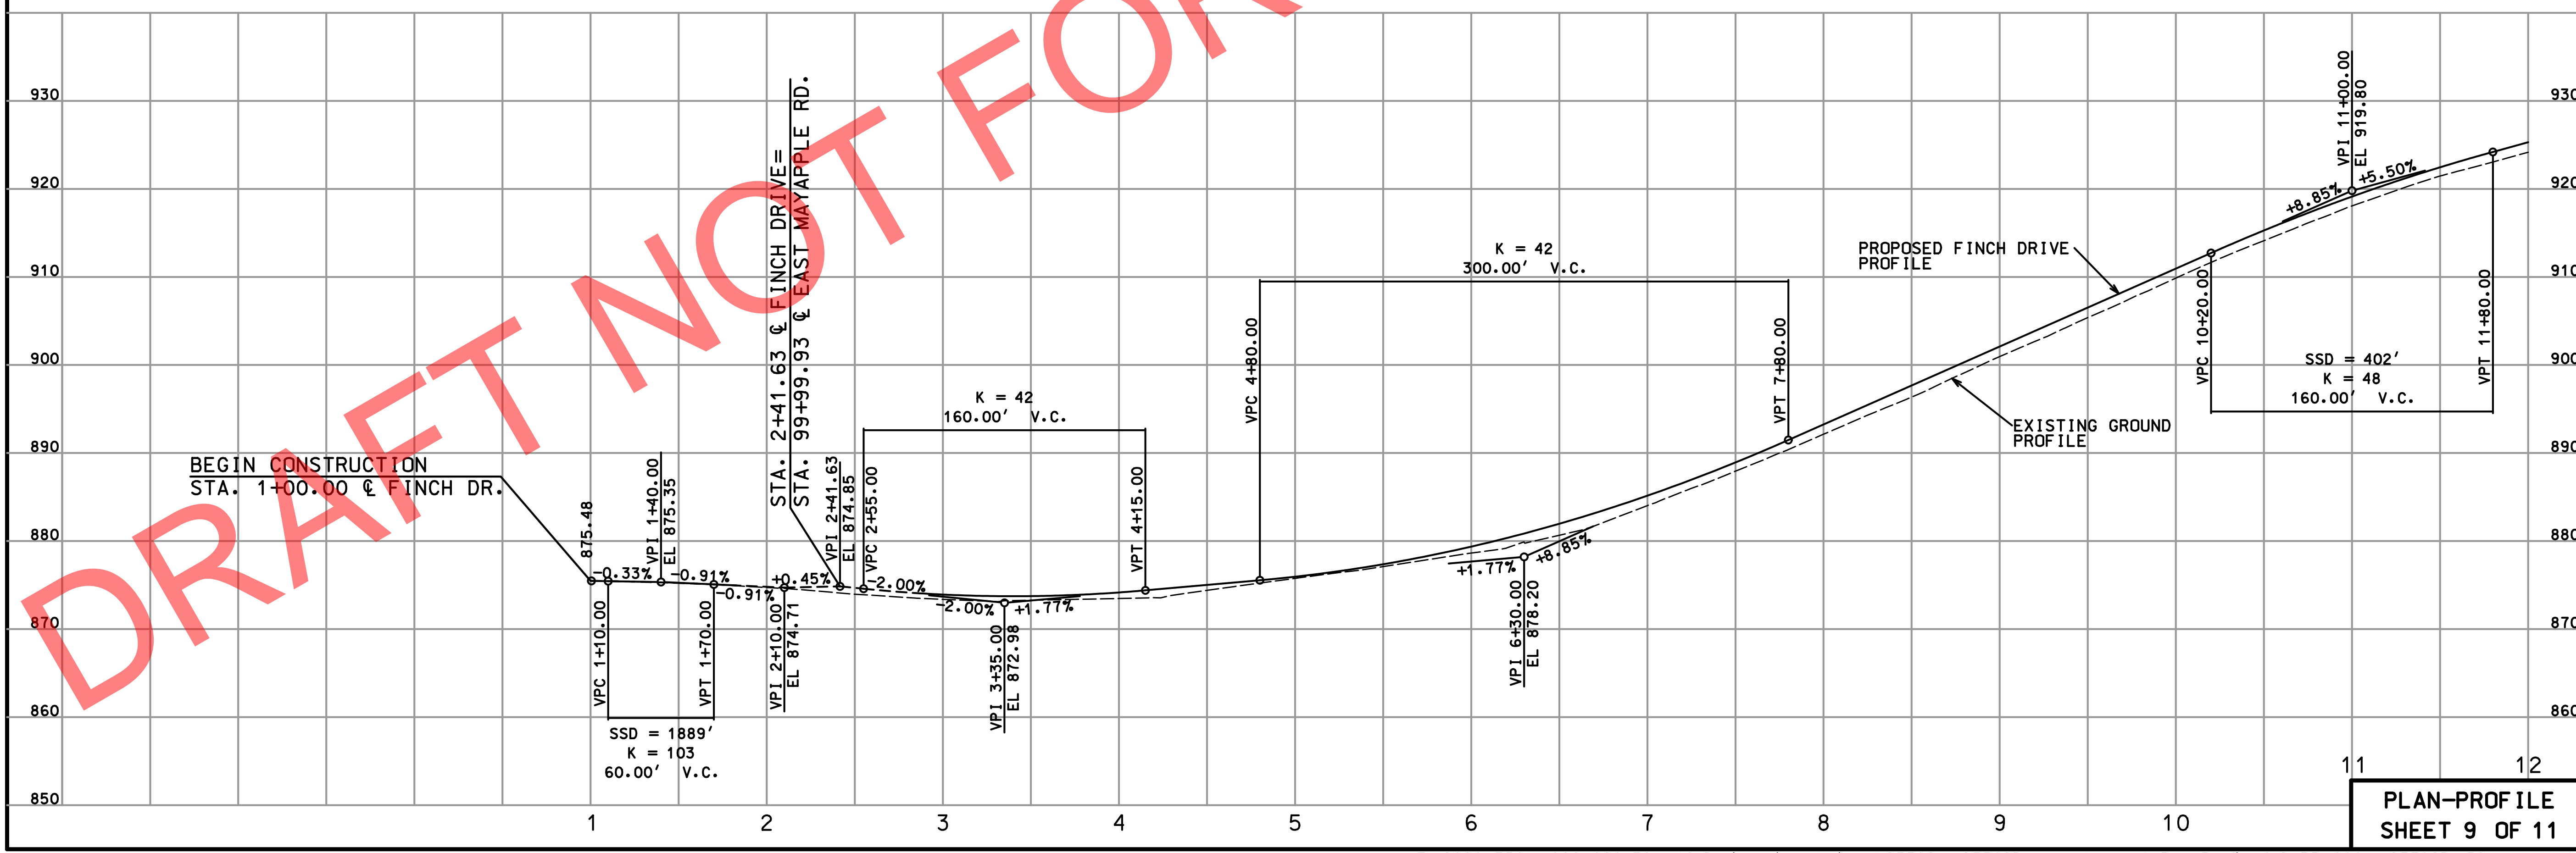 DRAFT NOT FOR
930
920
910
900
890
880
870
860
850
BEGIN CONSTRUCTION
STA. 1+00.00 ℄ FINCH DR.
875.48
VPI 1+40.00
EL 875.35
-0.33%
-0.91%
VPC 1+10.00
VPT 1+70.00
SSD = 1889'
K = 103
60.00' V.C.
STA. 2+41.63 ℄ FINCH DRIVE=
STA. 99+99.93 ℄ EAST MAYAPPLE RD.
-0.91%
+0.45%
VPI 2+10.00
EL 874.71
VPI 2+41.63
EL 874.85
VPC 2+55.00
-2.00%
K = 42
160.00' V.C.
VPT 4+15.00
-2.00%
+1.77%
VPI 3+35.00
EL 872.98
VPC 4+80.00
K = 42
300.00' V.C.
VPT 7+80.00
+1.77%
+8.85%
VPI 6+30.00
EL 878.20
PROPOSED FINCH DRIVE
PROFILE
EXISTING GROUND
PROFILE
VPI 11+00.00
EL 919.80
+8.85%
+5.50%
VPC 10+20.00
VPT 11+80.00
SSD = 402'
K = 48
160.00' V.C.
930
920
910
900
890
880
870
860
1
2
3
4
5
6
7
8
9
10
11
12
PLAN-PROFILE
SHEET 9 OF 11